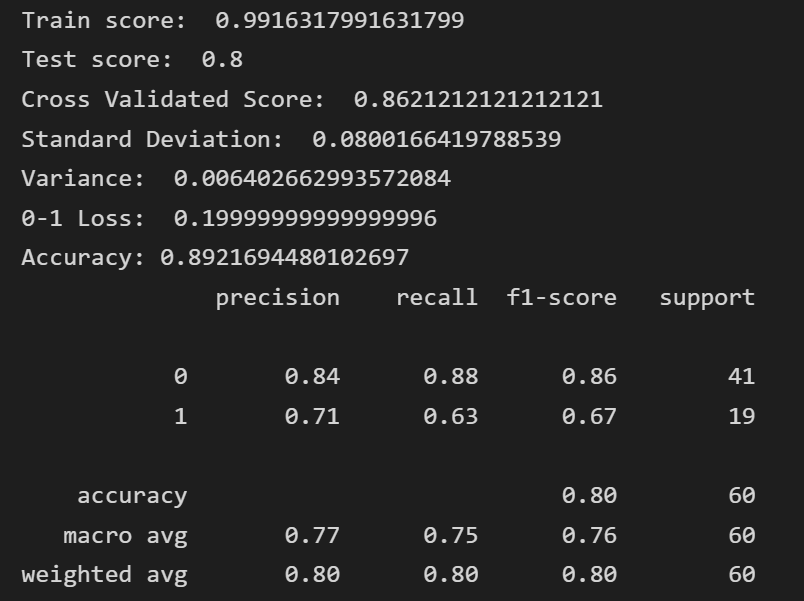 Train score:  0.9916317991631799
Test score:  0.8
Cross Validated Score:  0.8621212121212121
Standard Deviation:  0.0800166419788539
Variance:  0.006402662993572084
0-1 Loss:  0.19999999999999996
Accuracy: 0.8921694480102697
              precision    recall  f1-score   support
           0       0.84      0.88      0.86        41
           1       0.71      0.63      0.67        19
    accuracy                           0.80        60
   macro avg       0.77      0.75      0.76        60
weighted avg       0.80      0.80      0.80        60